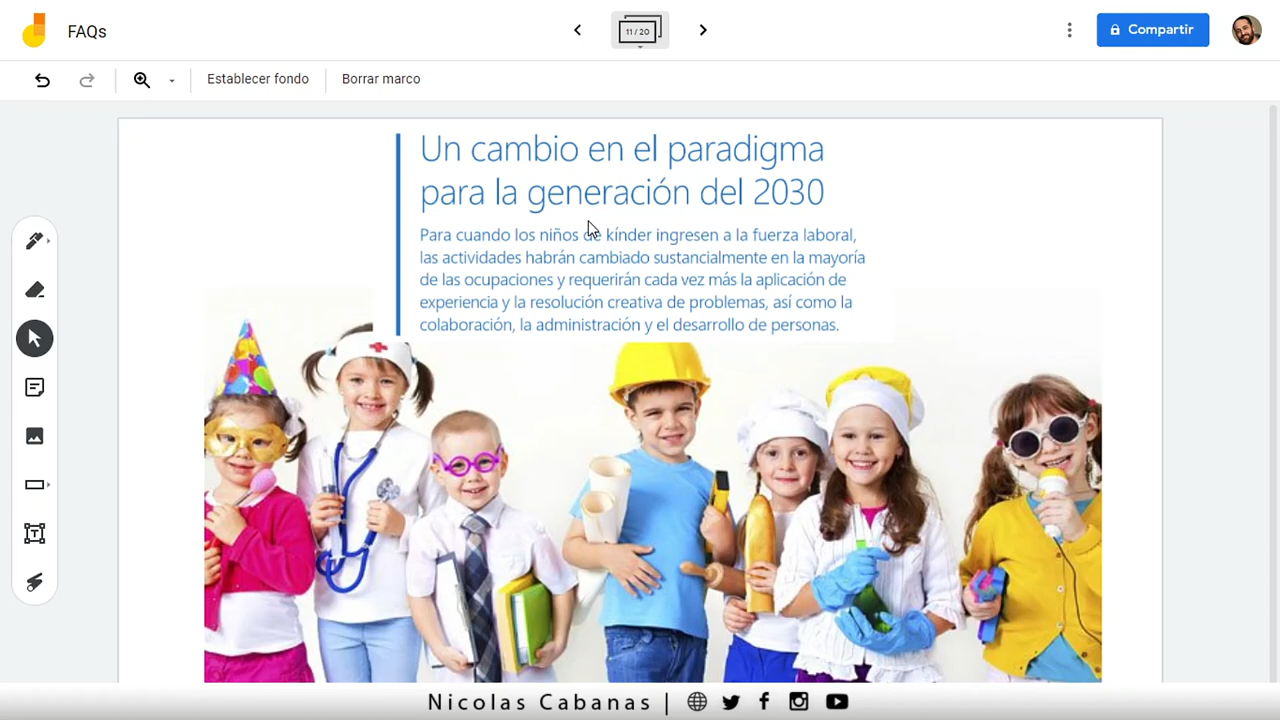 FAQs
11 / 20
Compartir
Establecer fondo
Borrar marco
Un cambio en el paradigma
para la generación del 2030
Para cuando los niños de kínder ingresen a la fuerza laboral,
las actividades habrán cambiado sustancialmente en la mayoría
de las ocupaciones y requerirán cada vez más la aplicación de
experiencia y la resolución creativa de problemas, así como la
colaboración, la administración y el desarrollo de personas.
Nicolas Cabanas |